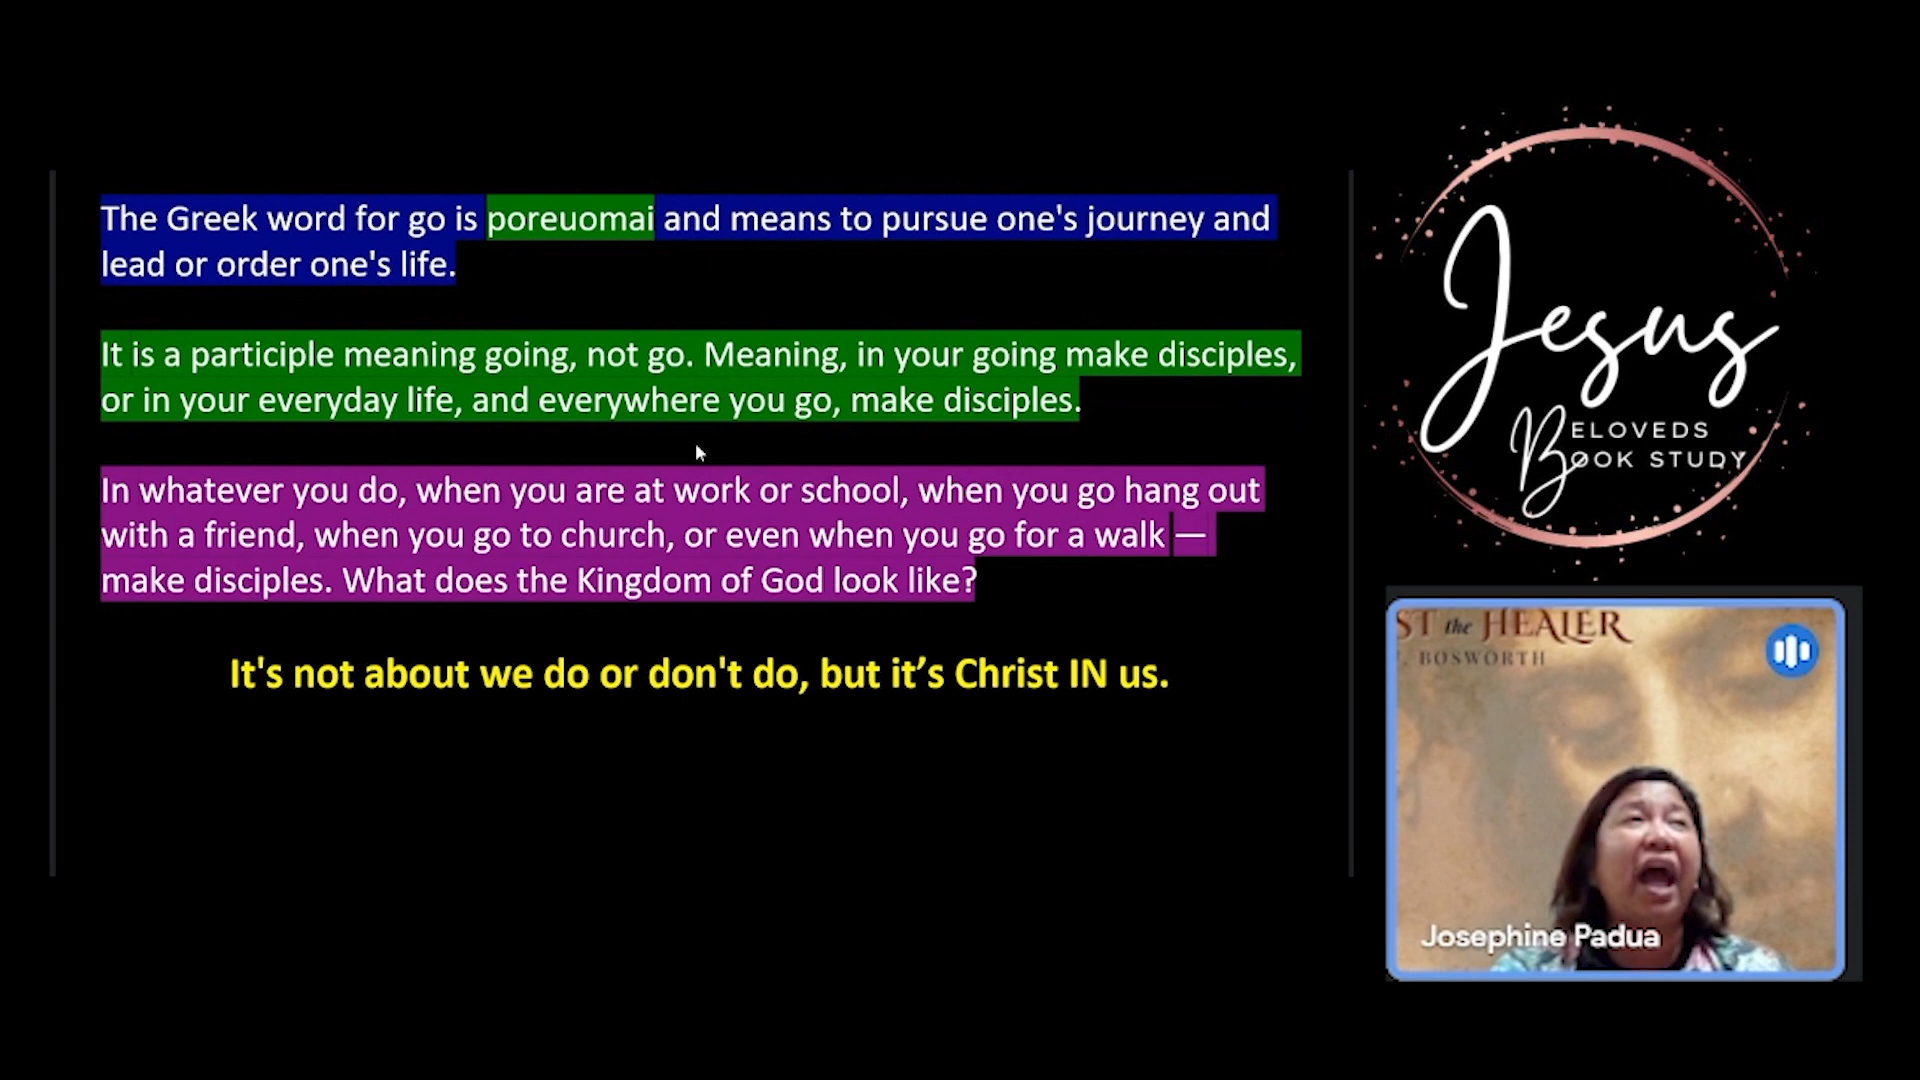 The Greek word for go is poreuomai and means to pursue one's journey and
lead or order one's life.
It is a participle meaning going, not go. Meaning, in your going make disciples,
or in your everyday life, and everywhere you go, make disciples.
In whatever you do, when you are at work or school, when you go hang out
with a friend, when you go to church, or even when you go for a walk —
make disciples. What does the Kingdom of God look like?
It's not about we do or don't do, but it’s Christ IN us.
Jesus
BELOVEDS
BOOK STUDY
ST the HEALER
. BOSWORTH
Josephine Padua